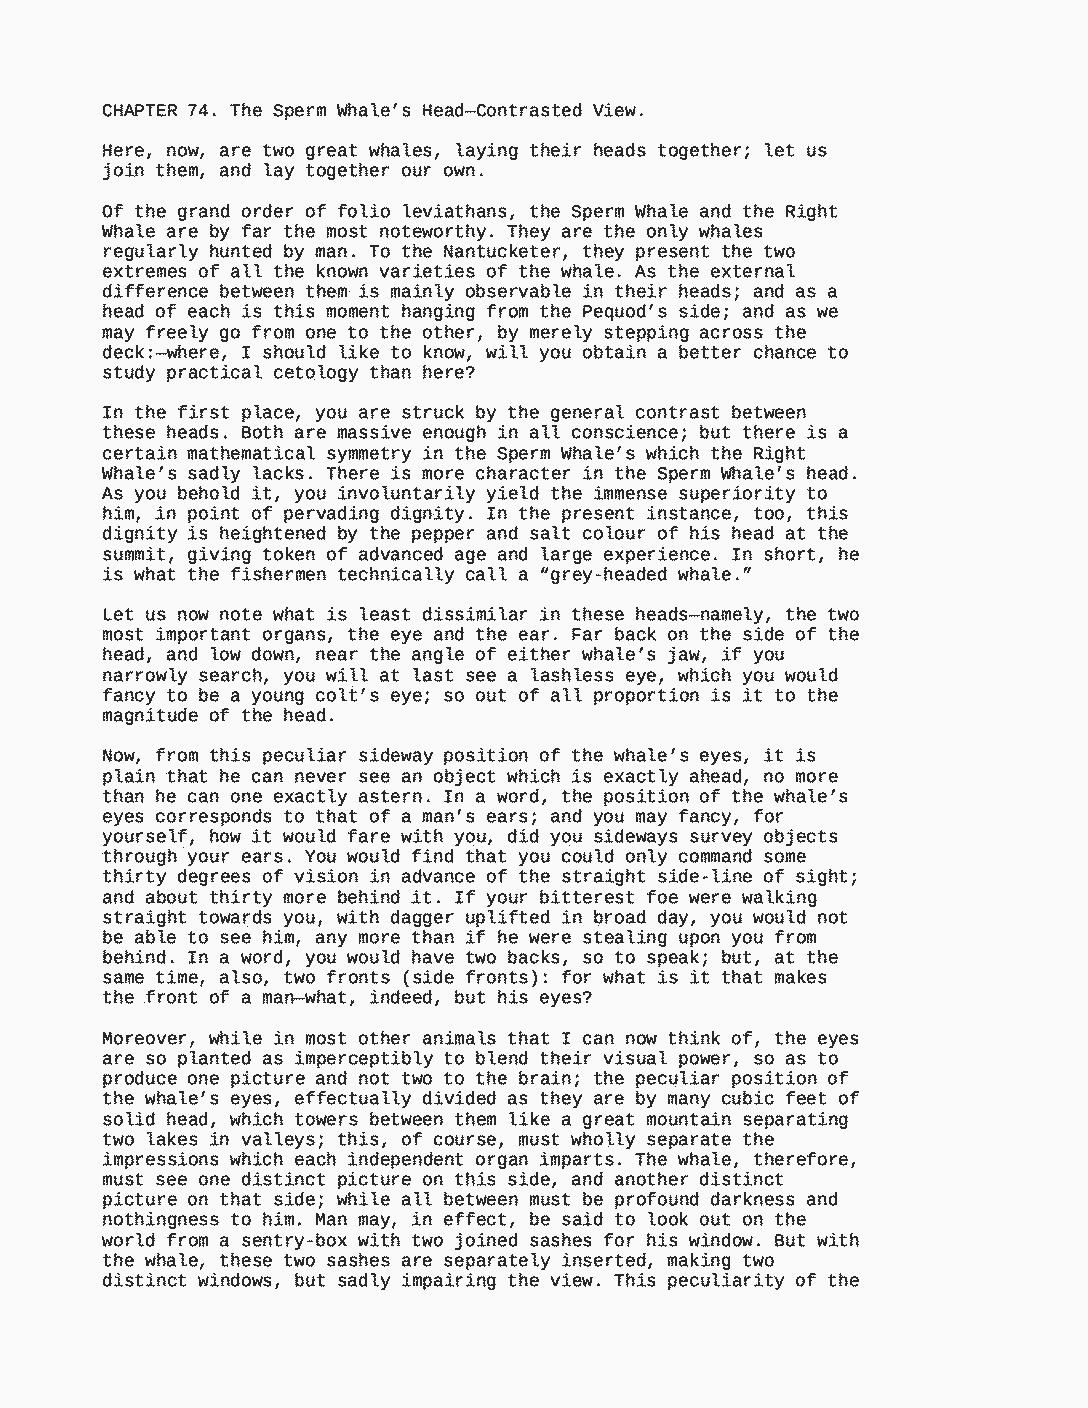 CHAPTER 74. The Sperm Whale’s Head—Contrasted View.
Here, now, are two great whales, laying their heads together; let us
join them, and lay together our own.
Of the grand order of folio leviathans, the Sperm Whale and the Right
Whale are by far the most noteworthy. They are the only whales
regularly hunted by man. To the Nantucketer, they present the two
extremes of all the known varieties of the whale. As the external
difference between them is mainly observable in their heads; and as a
head of each is this moment hanging from the Pequod’s side; and as we
may freely go from one to the other, by merely stepping across the
deck:—where, I should like to know, will you obtain a better chance to
study practical cetology than here?
In the first place, you are struck by the general contrast between
these heads. Both are massive enough in all conscience; but there is a
certain mathematical symmetry in the Sperm Whale’s which the Right
Whale’s sadly lacks. There is more character in the Sperm Whale’s head.
As you behold it, you involuntarily yield the immense superiority to
him, in point of pervading dignity. In the present instance, too, this
dignity is heightened by the pepper and salt colour of his head at the
summit, giving token of advanced age and large experience. In short, he
is what the fishermen technically call a “grey-headed whale.”
Let us now note what is least dissimilar in these heads—namely, the two
most important organs, the eye and the ear. Far back on the side of the
head, and low down, near the angle of either whale’s jaw, if you
narrowly search, you will at last see a lashless eye, which you would
fancy to be a young colt’s eye; so out of all proportion is it to the
magnitude of the head.
Now, from this peculiar sideway position of the whale’s eyes, it is
plain that he can never see an object which is exactly ahead, no more
than he can one exactly astern. In a word, the position of the whale’s
eyes corresponds to that of a man’s ears; and you may fancy, for
yourself, how it would fare with you, did you sideways survey objects
through your ears. You would find that you could only command some
thirty degrees of vision in advance of the straight side-line of sight;
and about thirty more behind it. If your bitterest foe were walking
straight towards you, with dagger uplifted in broad day, you would not
be able to see him, any more than if he were stealing upon you from
behind. In a word, you would have two backs, so to speak; but, at the
same time, also, two fronts (side fronts): for what is it that makes
the front of a man—what, indeed, but his eyes?
Moreover, while in most other animals that I can now think of, the eyes
are so planted as imperceptibly to blend their visual power, so as to
produce one picture and not two to the brain; the peculiar position of
the whale’s eyes, effectually divided as they are by many cubic feet of
solid head, which towers between them like a great mountain separating
two lakes in valleys; this, of course, must wholly separate the
impressions which each independent organ imparts. The whale, therefore,
must see one distinct picture on this side, and another distinct
picture on that side; while all between must be profound darkness and
nothingness to him. Man may, in effect, be said to look out on the
world from a sentry-box with two joined sashes for his window. But with
the whale, these two sashes are separately inserted, making two
distinct windows, but sadly impairing the view. This peculiarity of the